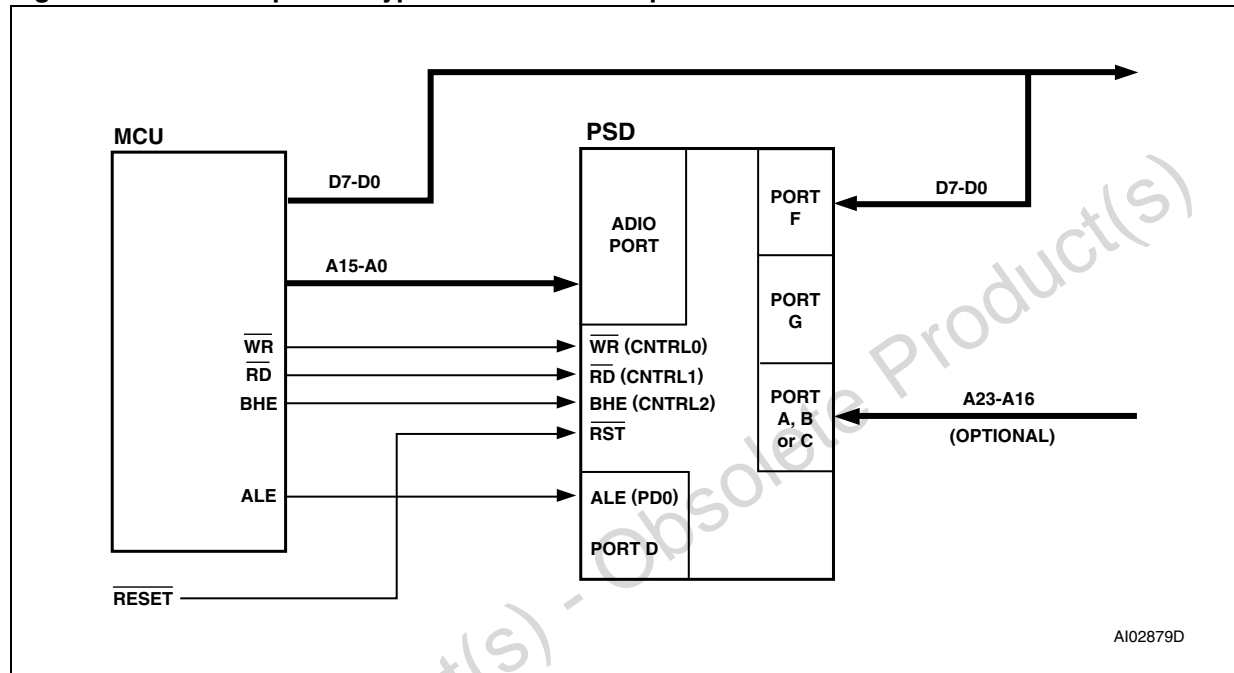 MCU
PSD
D7-D0
D7-D0
ADIO
PORT
PORT
F
A15-A0
PORT
G
WR
WR (CNTRL0)
RD
RD (CNTRL1)
BHE
BHE (CNTRL2)
RST
PORT
A, B
or C
A23-A16
(OPTIONAL)
ALE
ALE (PD0)
PORT D
RESET
AI02879D
t(s) - Obsolete Product(s)